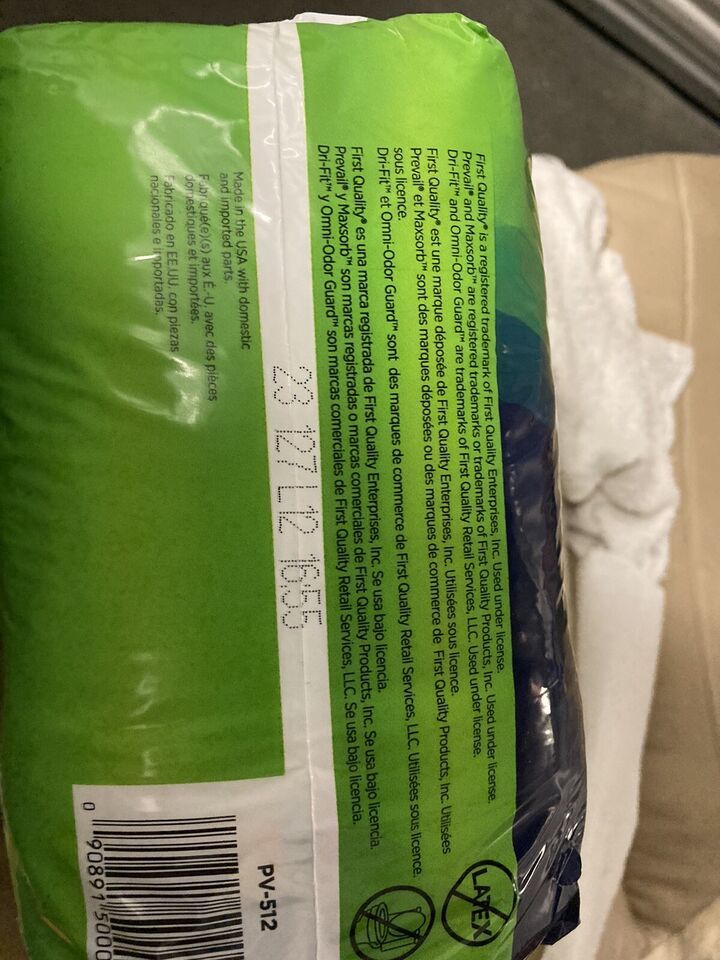 First Quality® is a registered trademark of First Quality Enterprises, Inc. Used under license.
Prevail® and Maxsorb™ are registered trademarks or trademarks of First Quality Products, Inc. Used under license.
Dri-Fit™ and Omni-Odor Guard™ are trademarks of First Quality Retail Services, LLC. Used under license.
First Quality® est une marque déposée de First Quality Enterprises, Inc. Utilisées sous licence.
Prevail® et Maxsorb™ sont des marques déposées ou des marques de commerce de First Quality Products, Inc. Utilisées
sous licence.
Dri-Fit™ et Omni-Odor Guard™ sont des marques de commerce de First Quality Retail Services, LLC. Utilisées sous licence.
First Quality® es una marca registrada de First Quality Enterprises, Inc. Se usa bajo licencia.
Prevail® y Maxsorb™ son marcas registradas o marcas comerciales de First Quality Products, Inc. Se usa bajo licencia.
Dri-Fit™ y Omni-Odor Guard™ son marcas comerciales de First Quality Retail Services, LLC. Se usa bajo licencia.
23 127 L12 16:55
Made in the USA with domestic
and imported parts.
Fabriqué(e)(s) aux É.-U. avec des pièces
domestiques et importées.
Fabricado en EE.UU. con piezas
nacionales e importadas.
LATEX
PV-512
0 90891 5000